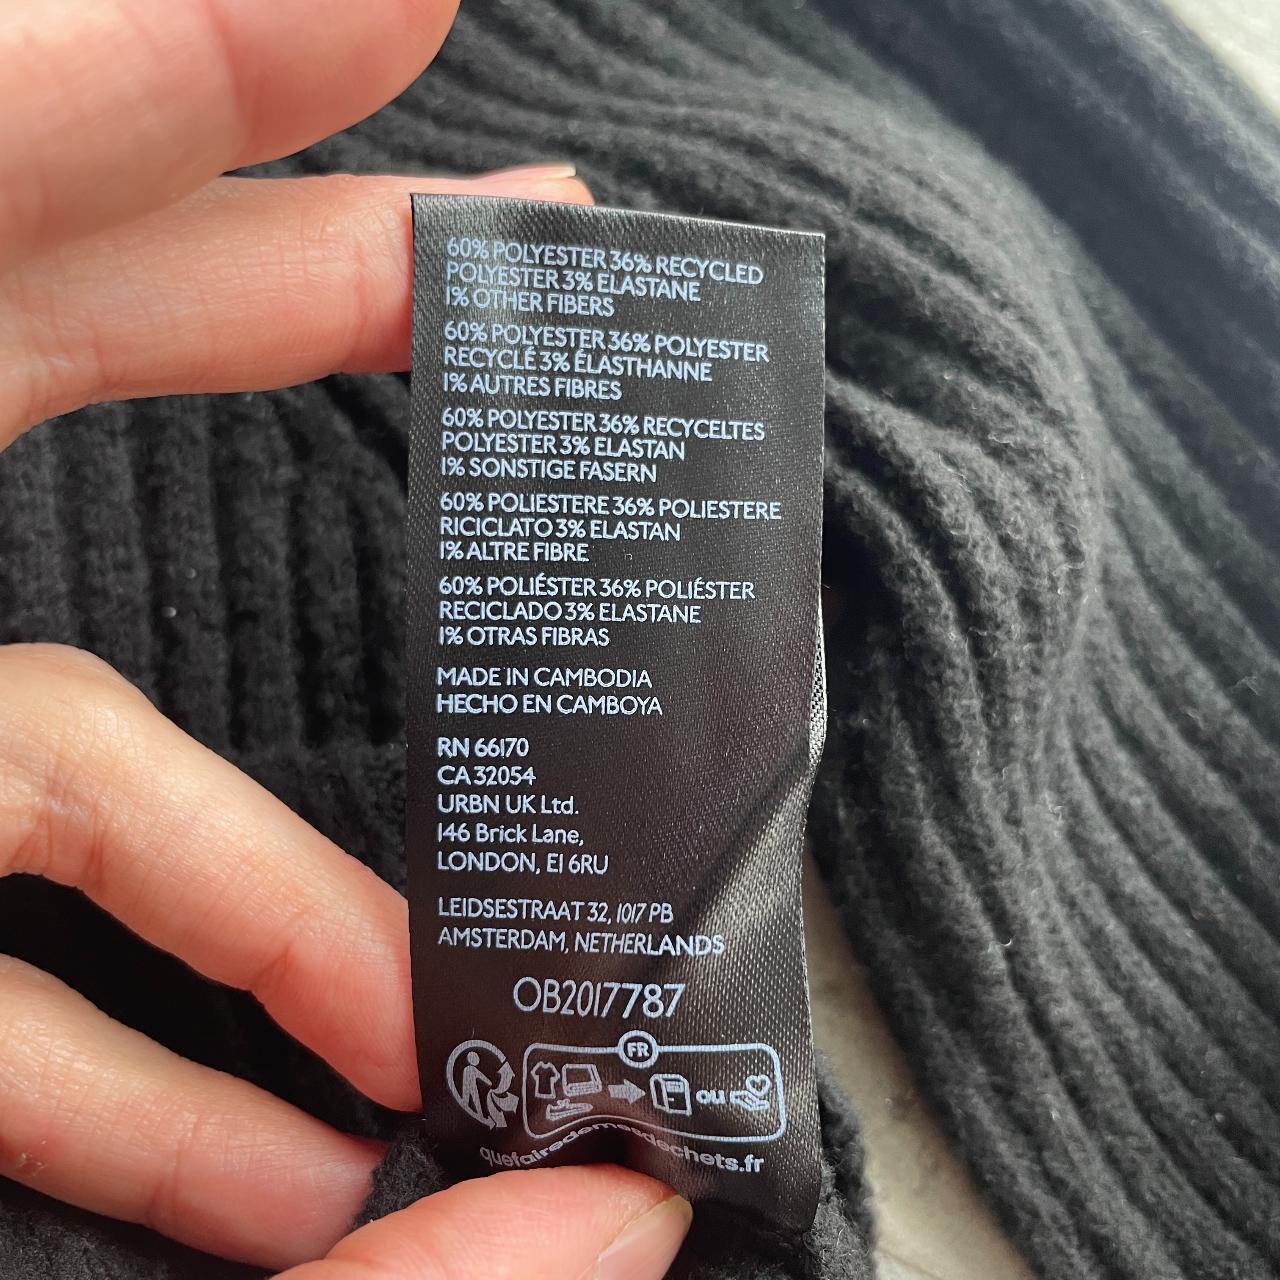 60% POLYESTER 36% RECYCLED
POLYESTER 3% ELASTANE
1% OTHER FIBERS
60% POLYESTER 36% POLYESTER
RECYCLÉ 3% ÉLASTHANNE
1% AUTRES FIBRES
60% POLYESTER 36% RECYCELTES
POLYESTER 3% ELASTAN
1% SONSTIGE FASERN
60% POLIESTERE 36% POLIESTERE
RICICLATO 3% ELASTAN
1% ALTRE FIBRE
60% POLIÉSTER 36% POLIÉSTER
RECICLADO 3% ELASTANE
1% OTRAS FIBRAS
MADE IN CAMBODIA
HECHO EN CAMBOYA
RN 66170
CA 32054
URBN UK Ltd.
146 Brick Lane,
LONDON, E1 6RU
LEIDSESTRAAT 32, 1017 PB
AMSTERDAM, NETHERLANDS
OB2017787
FR
ou
quefairedemesdechets.fr